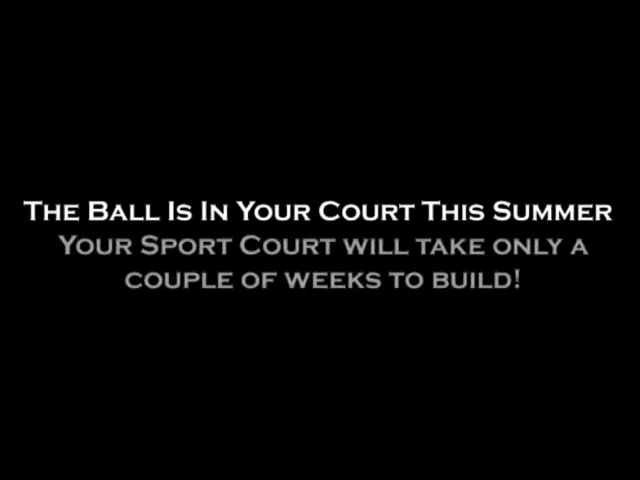 The Ball Is In Your Court This Summer
Your Sport Court will take only a
couple of weeks to build!